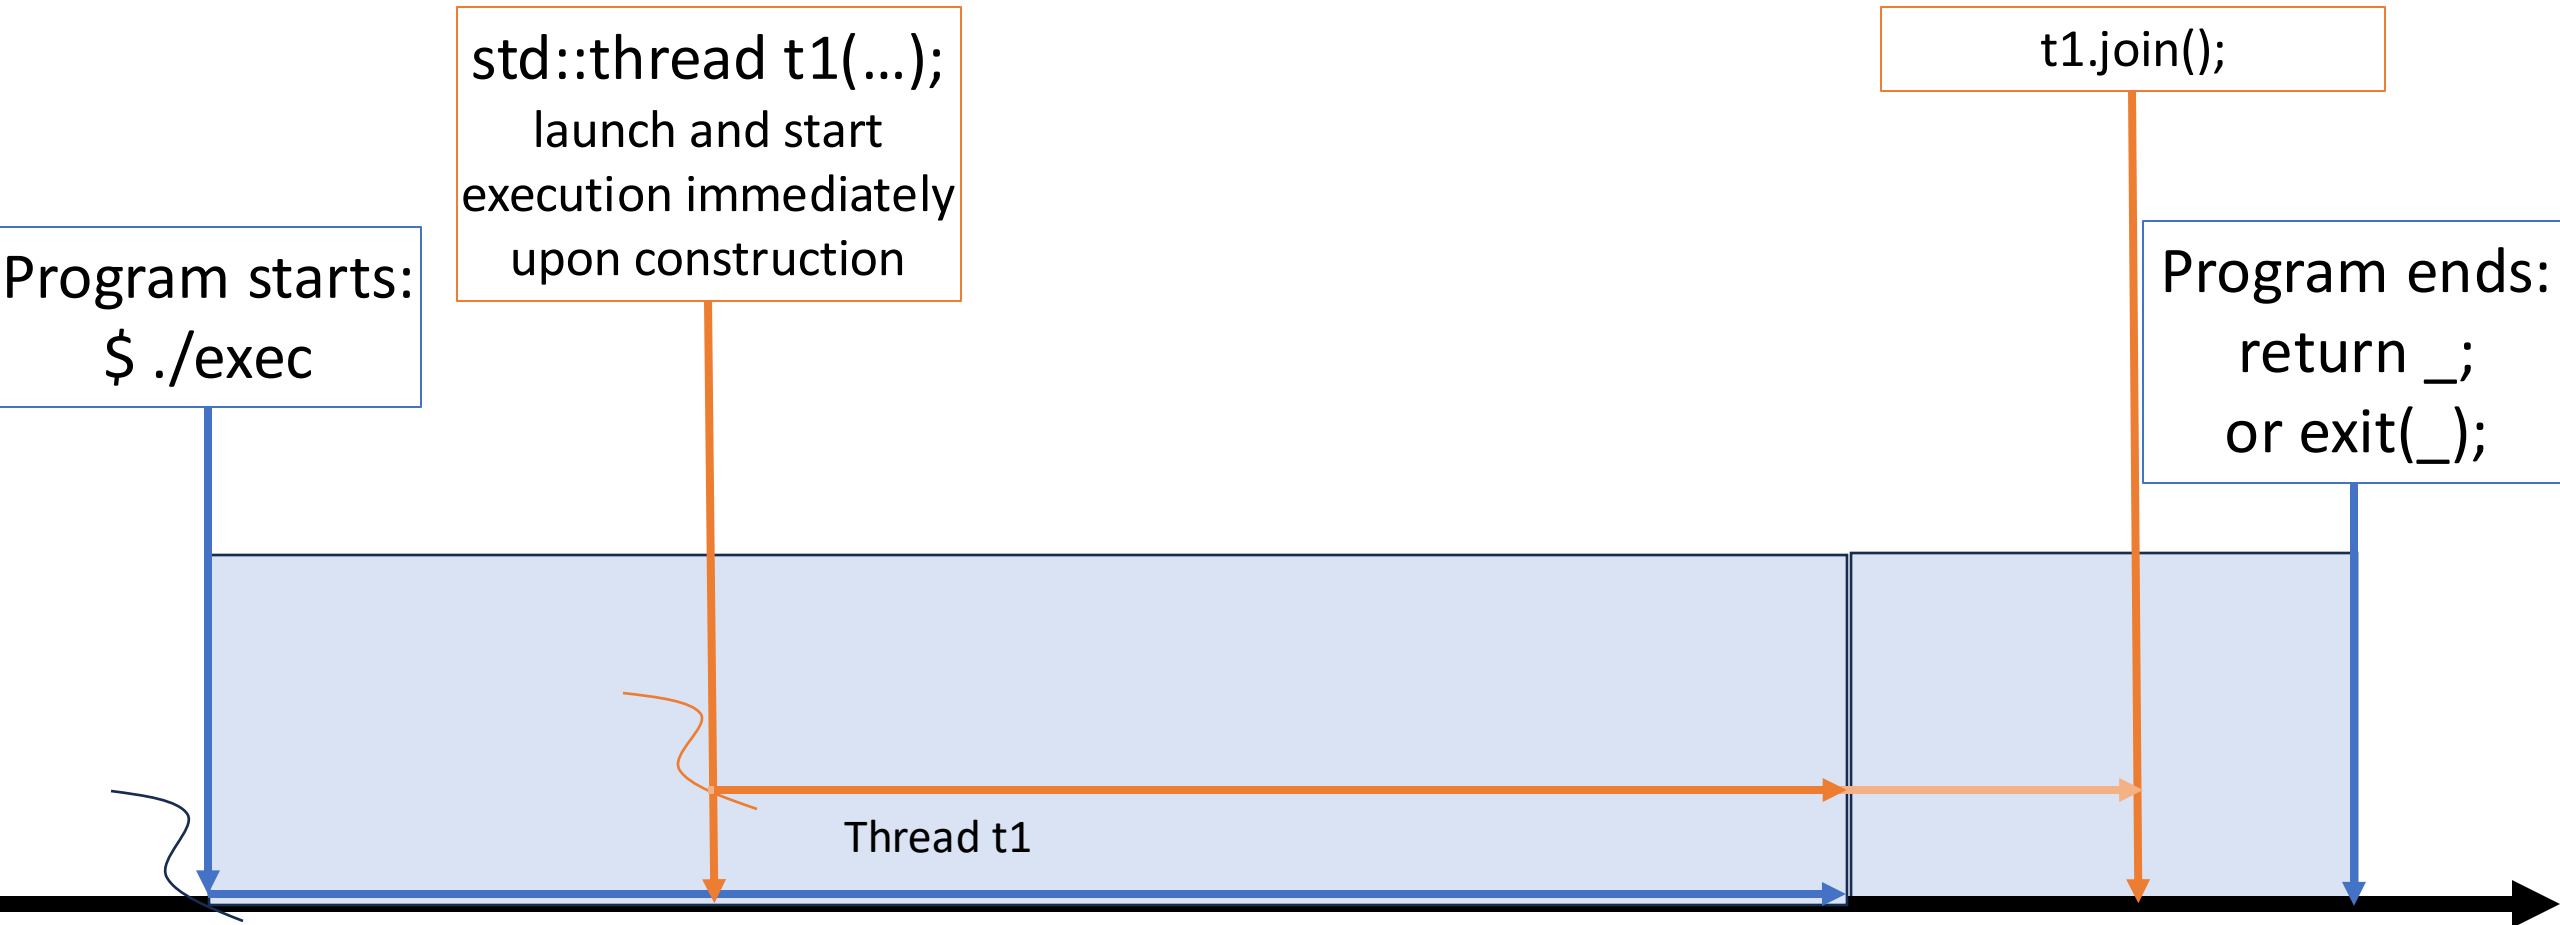 std::thread t1(…);
launch and start
execution immediately
upon construction
t1.join();
Program starts:
$ ./exec
Program ends:
return _;
or exit(_);
Thread t1